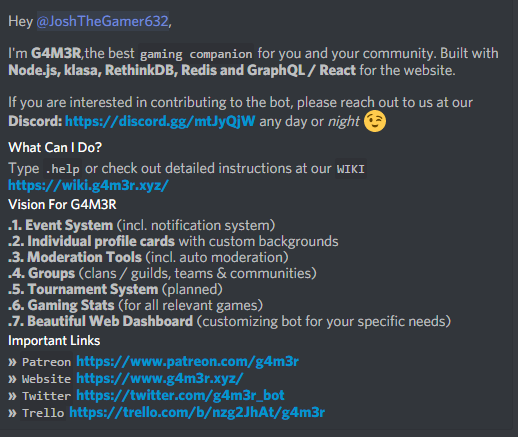 Hey @JoshTheGamer632,
I'm G4M3R,the best gaming companion for you and your community. Built with
Node.js, klasa, RethinkDB, Redis and GraphQL / React for the website.
If you are interested in contributing to the bot, please reach out to us at our
Discord: https://discord.gg/mtJyQjW any day or night 😉
What Can I Do?
Type .help or check out detailed instructions at our WIKI
https://wiki.g4m3r.xyz/
Vision For G4M3R
.1. Event System (incl. notification system)
.2. Individual profile cards with custom backgrounds
.3. Moderation Tools (incl. auto moderation)
.4. Groups (clans / guilds, teams & communities)
.5. Tournament System (planned)
.6. Gaming Stats (for all relevant games)
.7. Beautiful Web Dashboard (customizing bot for your specific needs)
Important Links
» Patreon https://www.patreon.com/g4m3r
» Website https://www.g4m3r.xyz/
» Twitter https://twitter.com/g4m3r_bot
» Trello https://trello.com/b/nzg2JhAt/g4m3r